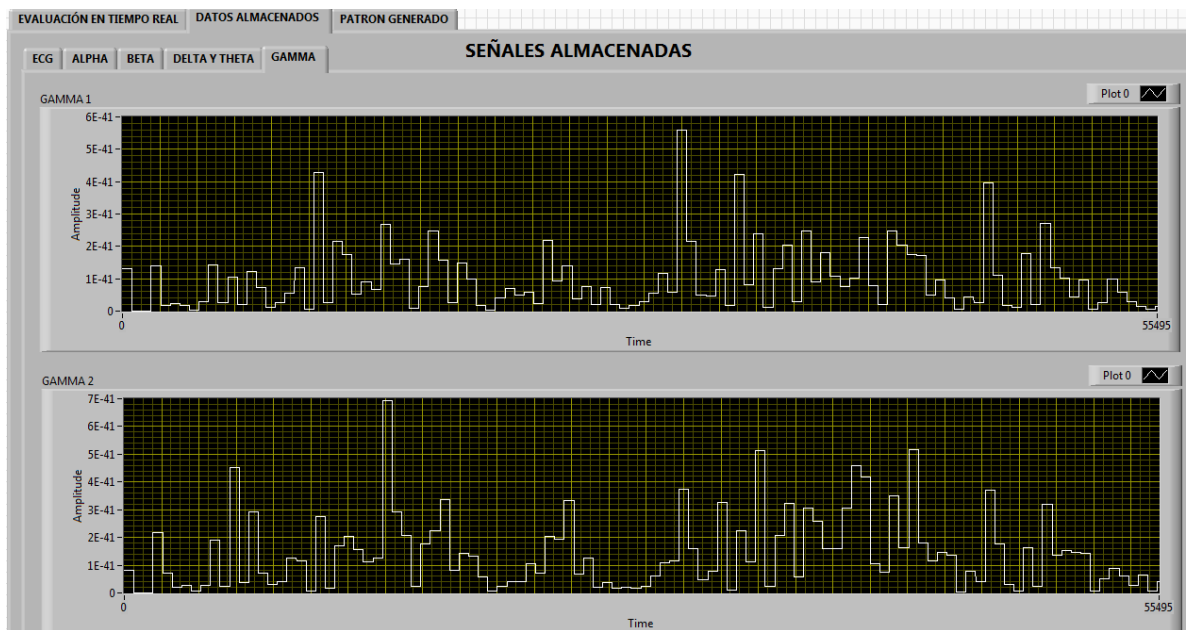 EVALUACIÓN EN TIEMPO REAL DATOS ALMACENADOS PATRON GENERADO
ECG ALPHA BETA DELTA Y THETA GAMMA
SEÑALES ALMACENADAS
GAMMA 1
Plot 0
6E-41
5E-41
4E-41
3E-41
2E-41
1E-41
0
Amplitude
0
55495
Time
GAMMA 2
Plot 0
7E-41
6E-41
5E-41
4E-41
3E-41
2E-41
1E-41
0
Amplitude
0
55495
Time